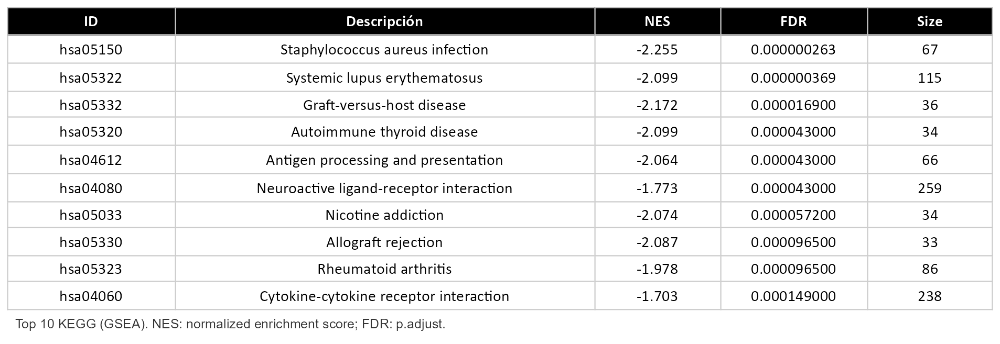 ID Descripción NES FDR Size
hsa05150 Staphylococcus aureus infection -2.255 0.000000263 67
hsa05322 Systemic lupus erythematosus -2.099 0.000000369 115
hsa05332 Graft-versus-host disease -2.172 0.000016900 36
hsa05320 Autoimmune thyroid disease -2.099 0.000043000 34
hsa04612 Antigen processing and presentation -2.064 0.000043000 66
hsa04080 Neuroactive ligand-receptor interaction -1.773 0.000043000 259
hsa05033 Nicotine addiction -2.074 0.000057200 34
hsa05330 Allograft rejection -2.087 0.000096500 33
hsa05323 Rheumatoid arthritis -1.978 0.000096500 86
hsa04060 Cytokine-cytokine receptor interaction -1.703 0.000149000 238
Top 10 KEGG (GSEA). NES: normalized enrichment score; FDR: p.adjust.